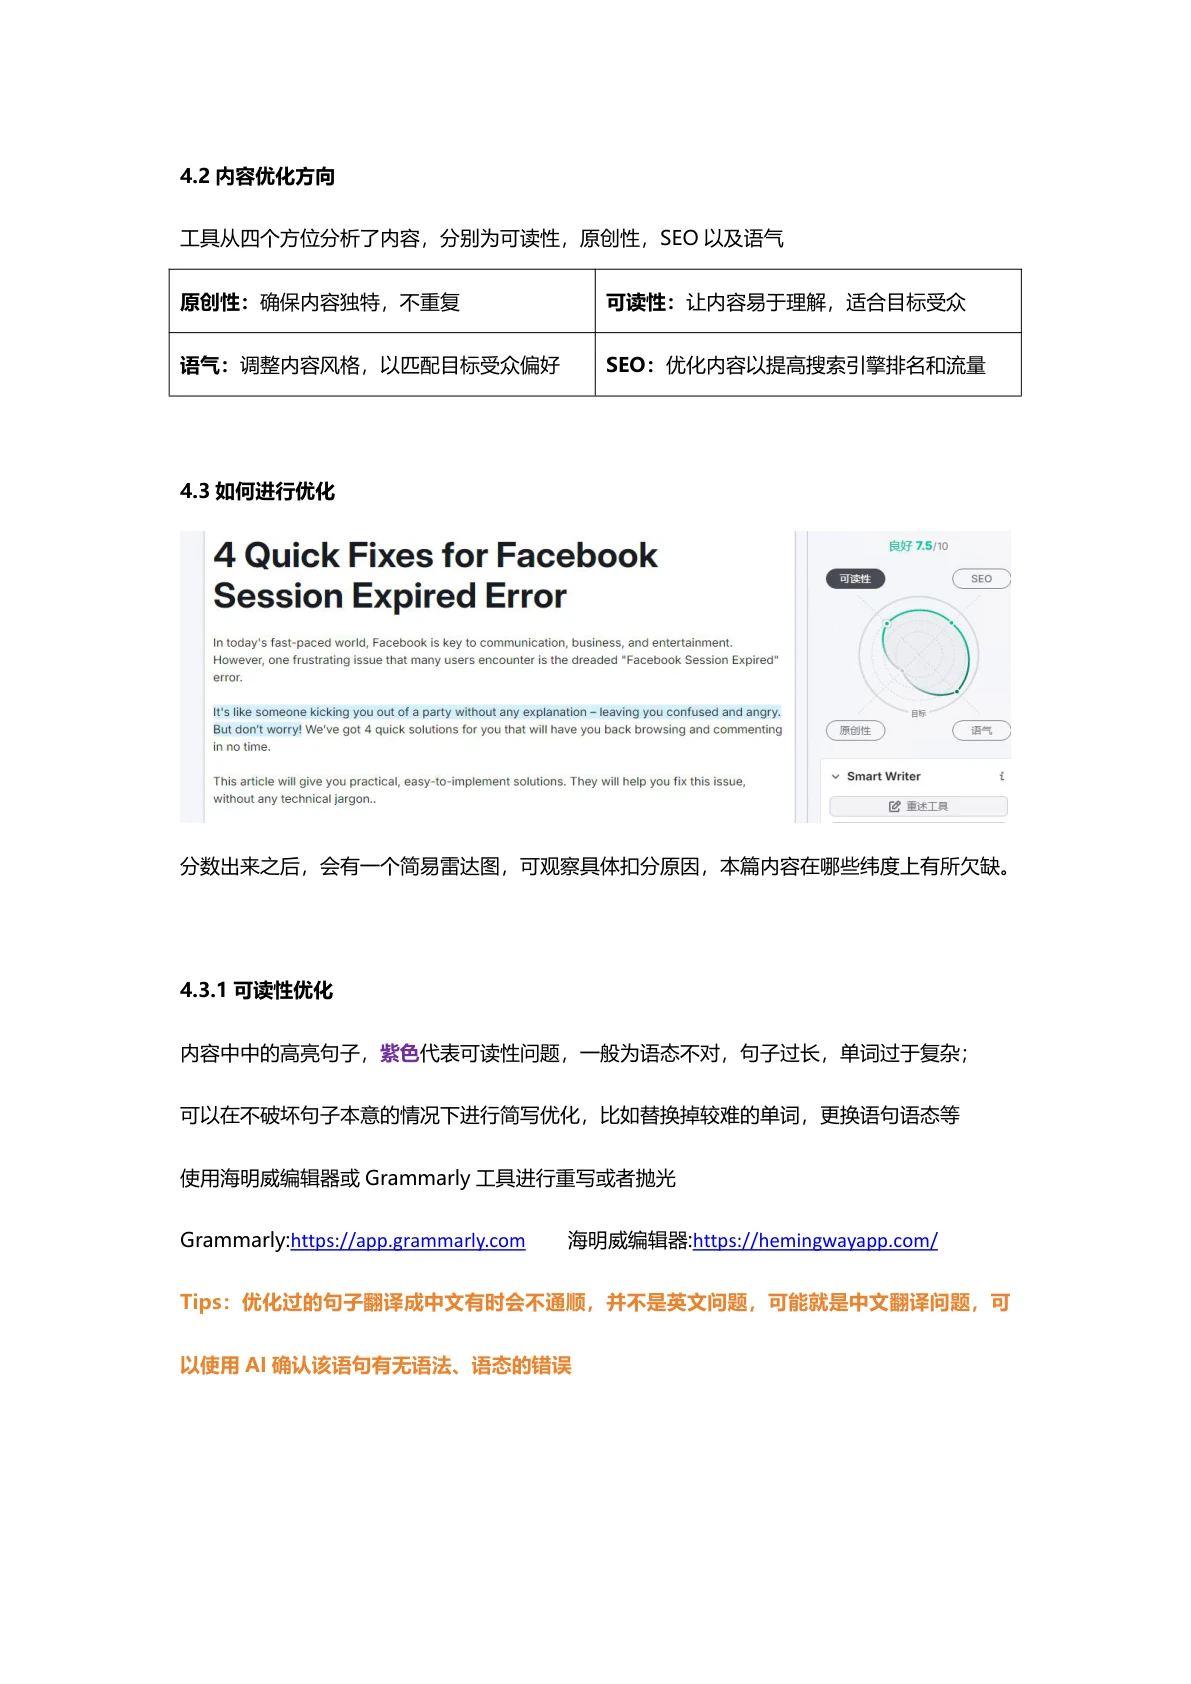 4.2 内容优化方向
工具从四个方位分析了内容，分别为可读性，原创性，SEO 以及语气
原创性：确保内容独特，不重复
可读性：让内容易于理解，适合目标受众
语气：调整内容风格，以匹配目标受众偏好
SEO：优化内容以提高搜索引擎排名和流量
4.3 如何进行优化
4 Quick Fixes for Facebook
Session Expired Error
In today's fast-paced world, Facebook is key to communication, business, and entertainment.
However, one frustrating issue that many users encounter is the dreaded "Facebook Session Expired"
error.
It's like someone kicking you out of a party without any explanation – leaving you confused and angry.
But don't worry! We've got 4 quick solutions for you that will have you back browsing and commenting
in no time.
This article will give you practical, easy-to-implement solutions. They will help you fix this issue,
without any technical jargon..
良好 7.5/10
可读性
SEO
目标
原创性
语气
Smart Writer
i
重述工具
分数出来之后，会有一个简易雷达图，可观察具体扣分原因，本篇内容在哪些纬度上有所欠缺。
4.3.1 可读性优化
内容中中的高亮句子，紫色代表可读性问题，一般为语态不对，句子过长，单词过于复杂；
可以在不破坏句子本意的情况下进行简写优化，比如替换掉较难的单词，更换语句语态等
使用海明威编辑器或 Grammarly 工具进行重写或者抛光
Grammarly:https://app.grammarly.com 海明威编辑器:https://hemingwayapp.com/
Tips：优化过的句子翻译成中文有时会不通顺，并不是英文问题，可能就是中文翻译问题，可
以使用 AI 确认该语句有无语法、语态的错误